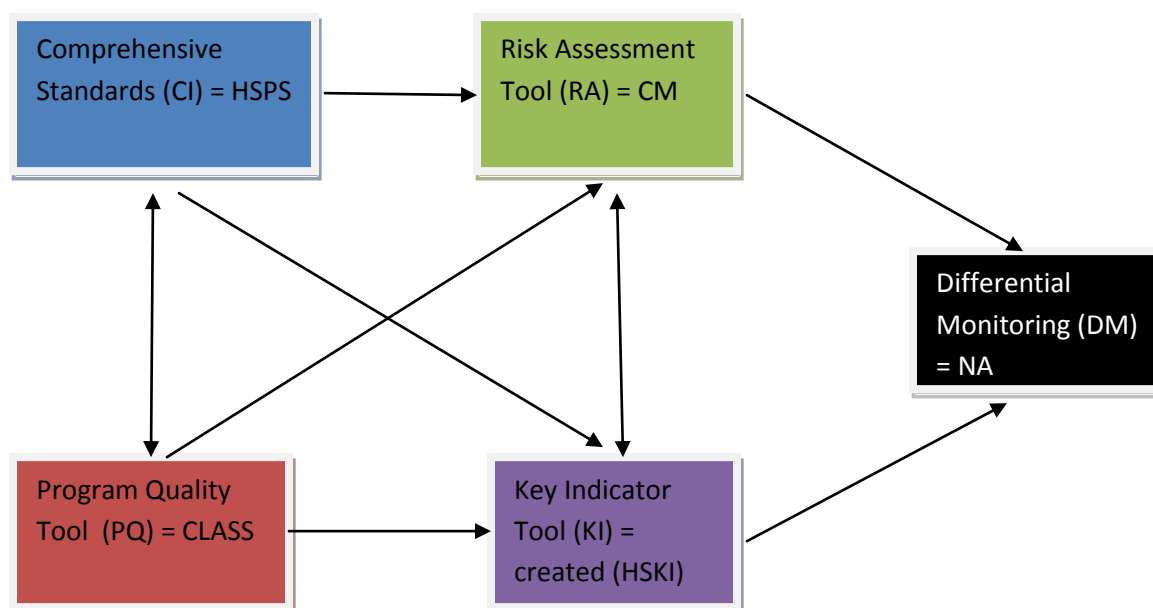 Comprehensive
Standards (CI) = HSPS
Risk Assessment
Tool (RA) = CM
Differential
Monitoring (DM)
= NA
Program Quality
Tool  (PQ) = CLASS
Key Indicator
Tool (KI) =
created (HSKI)